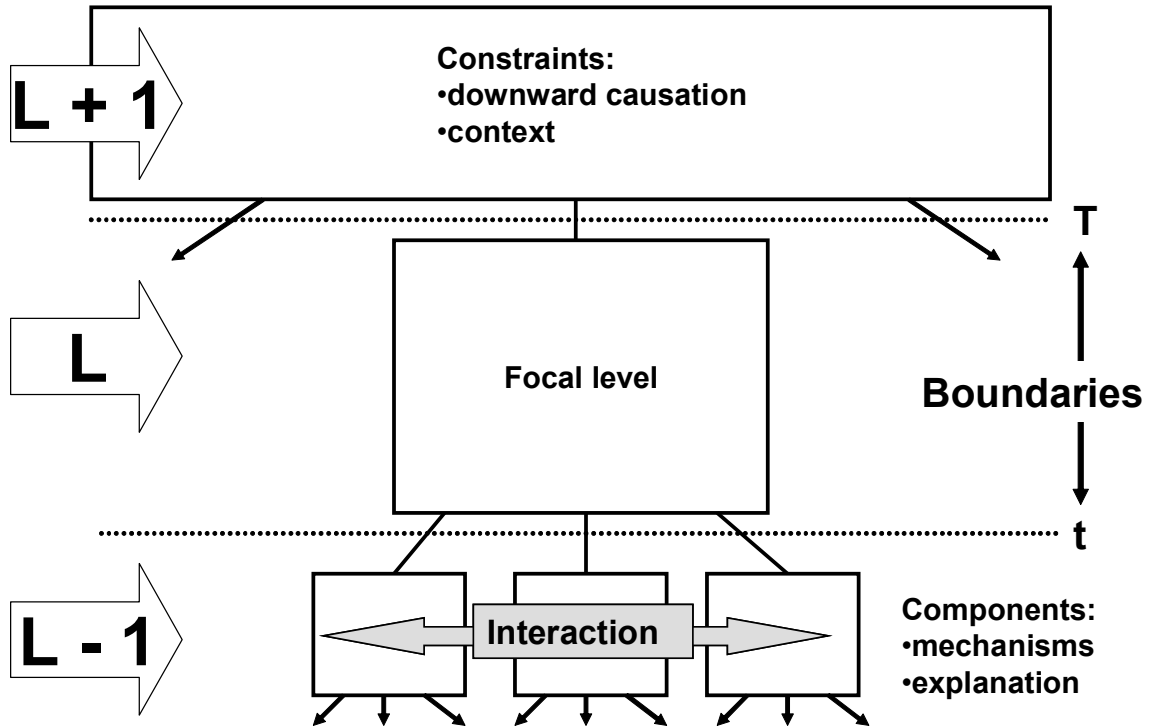 L + 1
Constraints:
•downward causation
•context
T
L
Focal level
Boundaries
t
L - 1
Interaction
Components:
•mechanisms
•explanation